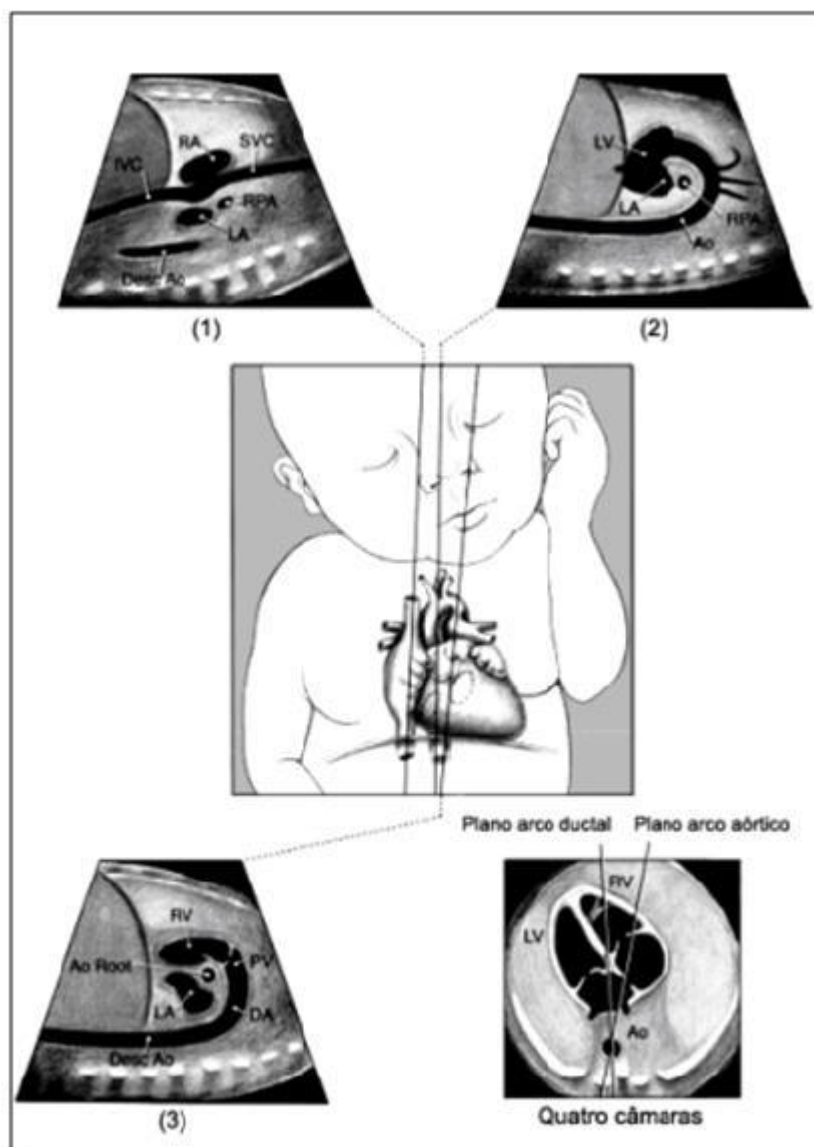 RA
SVC
IVC
RPA
LA
Desc Ao
(1)
LV
LA
RPA
Ao
(2)
Plano arco ductal
Plano arco aórtico
RV
Ao Root
PV
LA
DA
Desc Ao
(3)
RV
LV
Ao
Quatro câmaras